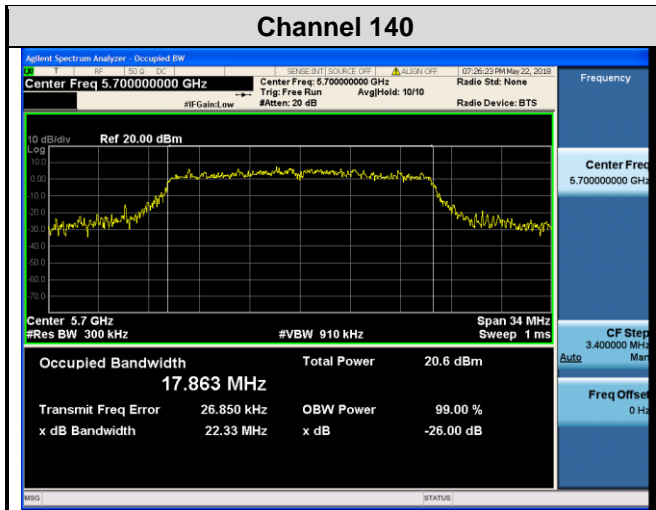 Channel 140
Agilent Spectrum Analyzer - Occupied BW
T RF 50 Ω DC SENSE:INT SOURCE OFF ALIGN OFF 07:26:23 PM May 22, 2018
Center Freq 5.700000000 GHz Center Freq: 5.700000000 GHz Radio Std: None
Trig: Free Run Avg|Hold: 10/10
#IFGain:Low #Atten: 20 dB Radio Device: BTS
Frequency
10 dB/div Ref 20.00 dBm
Log
10.0
0.00
-10.0
-20.0
-30.0
-40.0
-50.0
-60.0
-70.0
Center 5.7 GHz Span 34 MHz
#Res BW 300 kHz #VBW 910 kHz Sweep 1 ms
Center Freq
5.700000000 GHz
CF Step
3.400000 MHz
Auto Man
Freq Offset
0 Hz
Occupied Bandwidth Total Power 20.6 dBm
17.863 MHz
Transmit Freq Error 26.850 kHz OBW Power 99.00 %
x dB Bandwidth 22.33 MHz x dB -26.00 dB
MSG STATUS